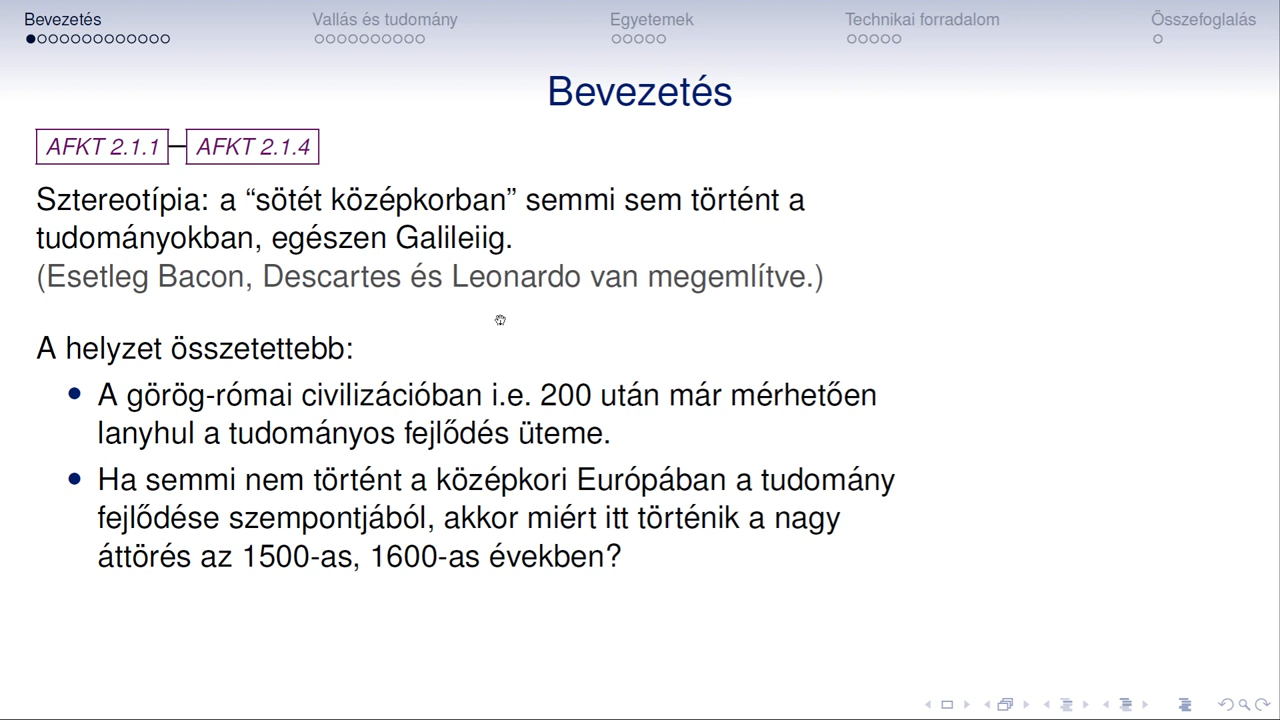 Bevezetés
Vallás és tudomány
Egyetemek
Technikai forradalom
Összefoglalás
Bevezetés
AFKT 2.1.1 AFKT 2.1.4
Sztereotípia: a “sötét középkorban” semmi sem történt a
tudományokban, egészen Galileiig.
(Esetleg Bacon, Descartes és Leonardo van megemlítve.)
A helyzet összetettebb:
A görög-római civilizációban i.e. 200 után már mérhetően
lanyhul a tudományos fejlődés üteme.
Ha semmi nem történt a középkori Európában a tudomány
fejlődése szempontjából, akkor miért itt történik a nagy
áttörés az 1500-as, 1600-as években?